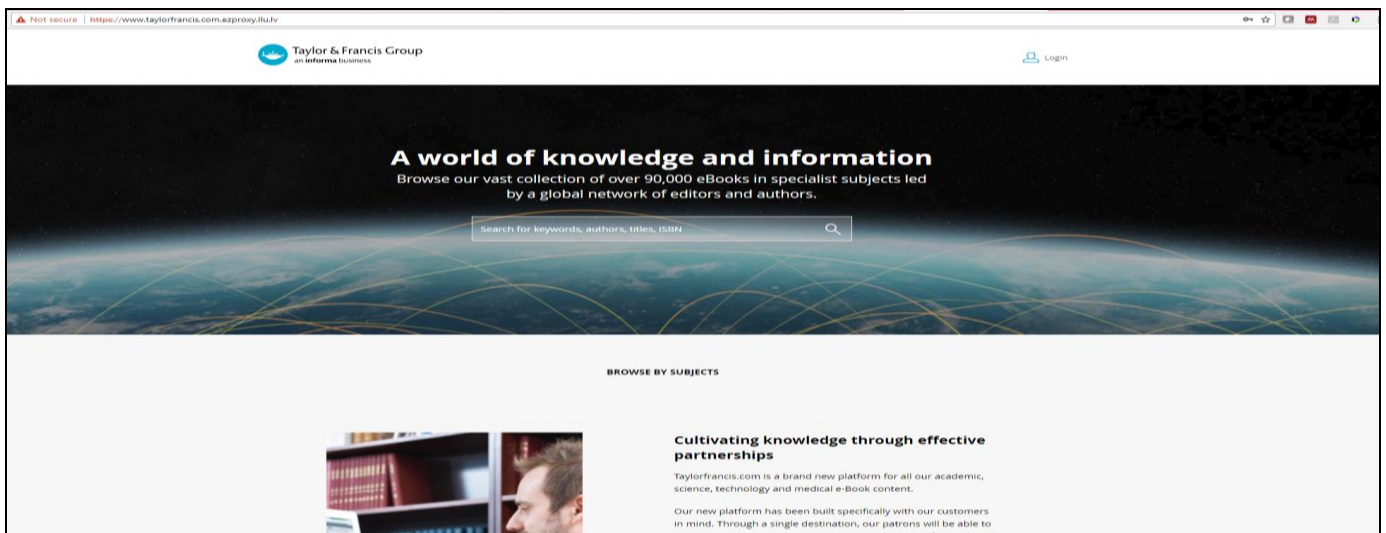 Not secure | https://www.taylorfrancis.com.ezproxy.llu.lv
Taylor & Francis Group
an informa business
Login
A world of knowledge and information
Browse our vast collection of over 90,000 eBooks in specialist subjects led
by a global network of editors and authors.
Search for keywords, authors, titles, ISBN
BROWSE BY SUBJECTS
Cultivating knowledge through effective
partnerships
Taylorfrancis.com is a brand new platform for all our academic,
science, technology and medical e-Book content.
Our new platform has been built specifically with our customers
in mind. Through a single destination, our patrons will be able to